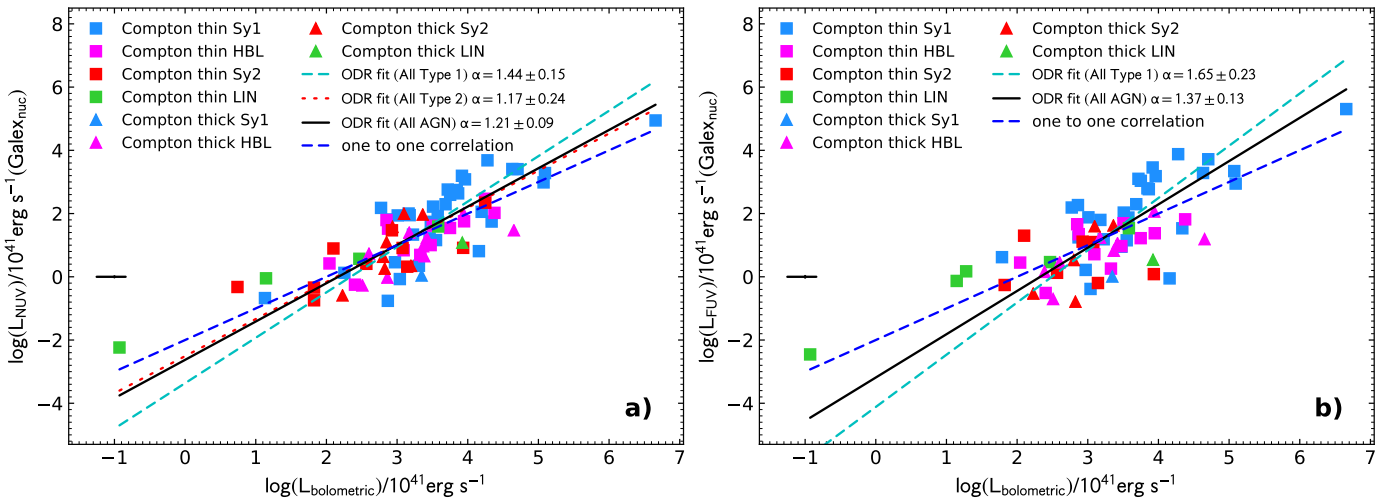 Compton thin Sy1
Compton thin HBL
Compton thin Sy2
Compton thin LIN
Compton thick Sy1
Compton thick HBL
Compton thick Sy2
Compton thick LIN
ODR fit (All Type 1) α=1.44±0.15
ODR fit (All Type 2) α=1.17±0.24
ODR fit (All AGN) α=1.21±0.09
one to one correlation
8
6
4
2
0
−2
−4
log(L_NUV)/10^41 erg s^−1(Galex_nuc)
a)
−1 0 1 2 3 4 5 6 7
log(L_bolometric)/10^41 erg s^−1
Compton thin Sy1
Compton thin HBL
Compton thin Sy2
Compton thin LIN
Compton thick Sy1
Compton thick HBL
Compton thick Sy2
Compton thick LIN
ODR fit (All Type 1) α=1.65±0.23
ODR fit (All AGN) α=1.37±0.13
one to one correlation
8
6
4
2
0
−2
−4
log(L_FUV)/10^41 erg s^−1(Galex_nuc)
b)
−1 0 1 2 3 4 5 6 7
log(L_bolometric)/10^41 erg s^−1